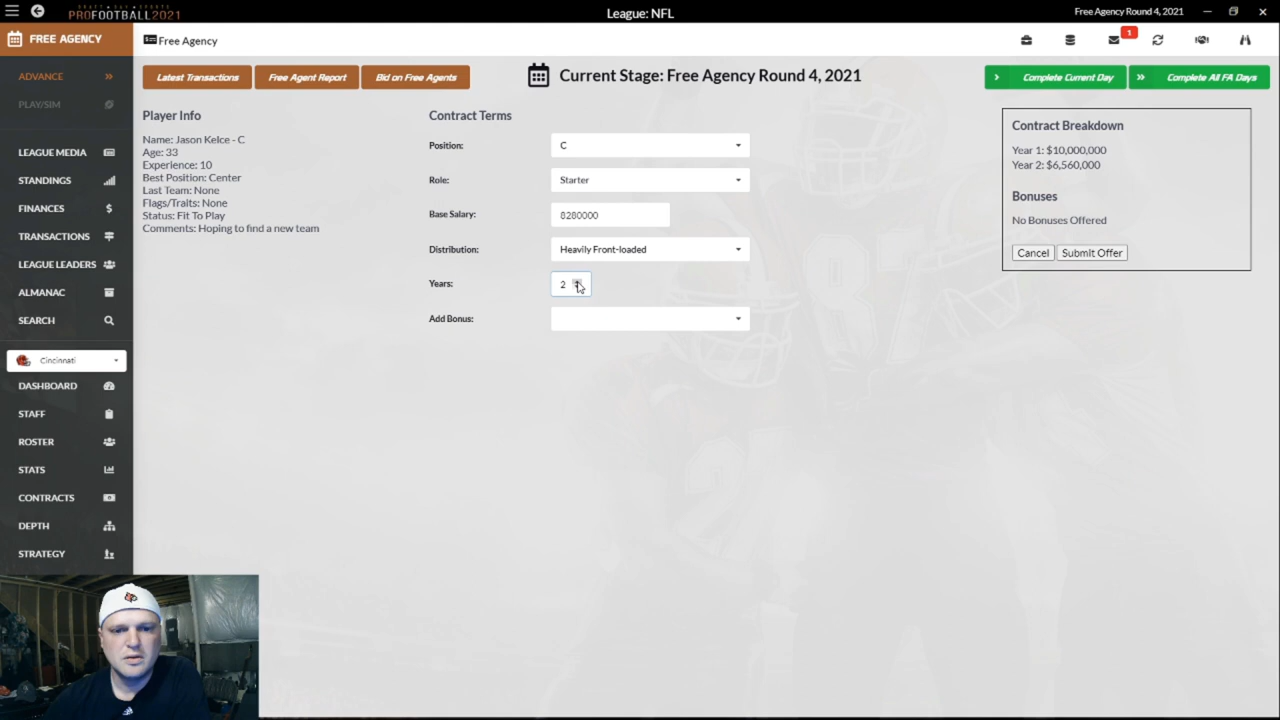 DRAFT DAY SPORTS
PROFOOTBALL2021
League: NFL
Free Agency Round 4, 2021
FREE AGENCY
Free Agency
1
ADVANCE
PLAY/SIM
LEAGUE MEDIA
STANDINGS
FINANCES
TRANSACTIONS
LEAGUE LEADERS
ALMANAC
SEARCH
Cincinnati
DASHBOARD
STAFF
ROSTER
STATS
CONTRACTS
DEPTH
STRATEGY
Latest Transactions
Free Agent Report
Bid on Free Agents
Current Stage: Free Agency Round 4, 2021
Complete Current Day
Complete All FA Days
Player Info
Name: Jason Kelce - C
Age: 33
Experience: 10
Best Position: Center
Last Team: None
Flags/Traits: None
Status: Fit To Play
Comments: Hoping to find a new team
Contract Terms
Position: C
Role: Starter
Base Salary: 8280000
Distribution: Heavily Front-loaded
Years: 2
Add Bonus:
Contract Breakdown
Year 1: $10,000,000
Year 2: $6,560,000
Bonuses
No Bonuses Offered
Cancel Submit Offer